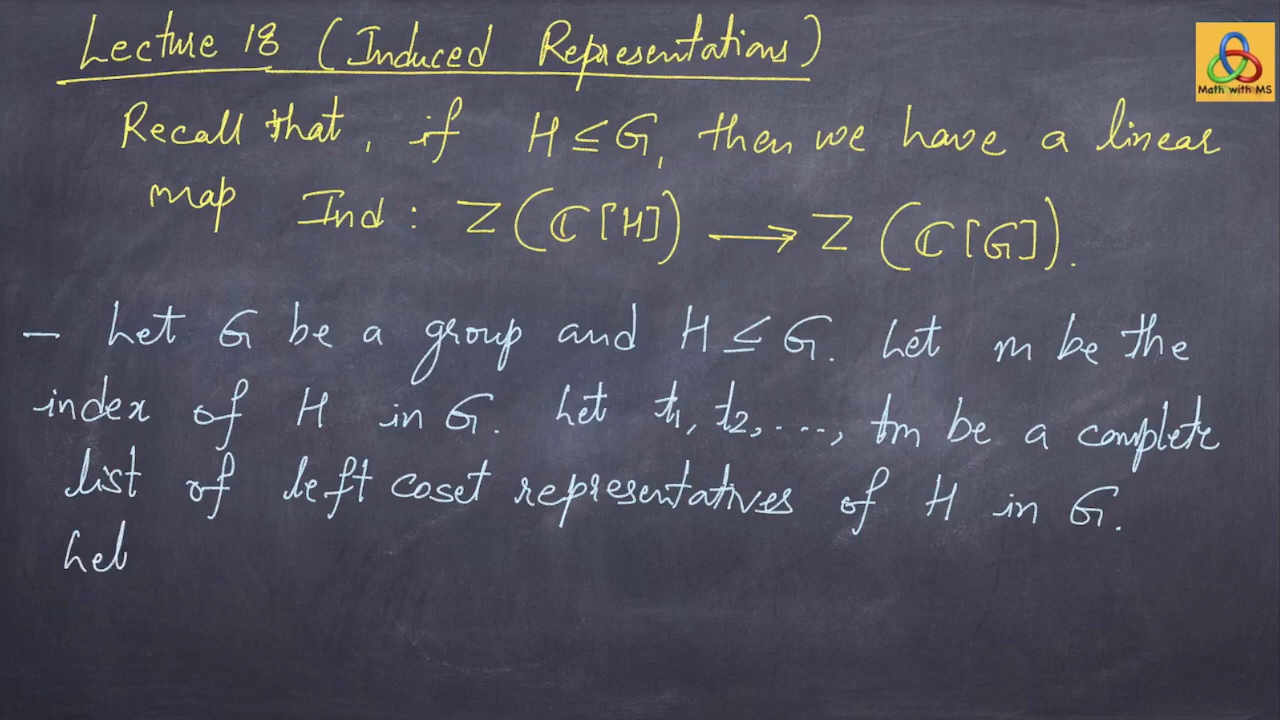 Lecture 18 (Induced Representations)
Math with MS
Recall that, if H ≤ G, then we have a linear
map Ind : Z(ℂ[H]) → Z(ℂ[G]).
– Let G be a group and H ≤ G. Let m be the
index of H in G. Let t₁, t₂, ..., tm be a complete
list of left coset representatives of H in G.
Let